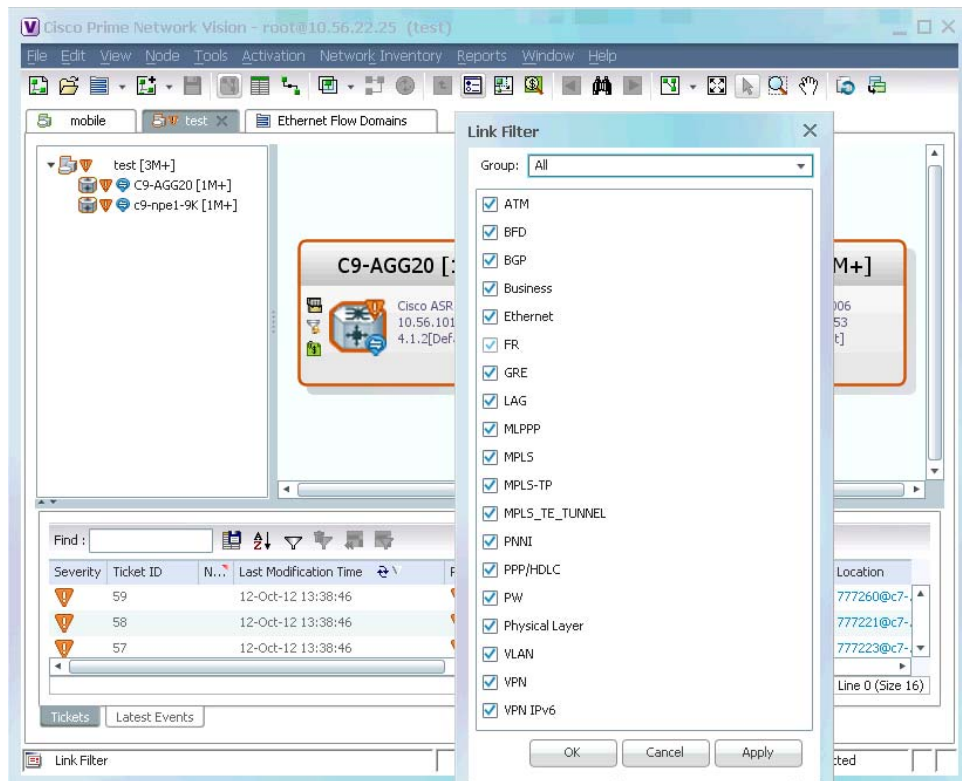 Cisco Prime Network Vision - root@10.56.22.25 (test)
File Edit View Node Tools Activation Network Inventory Reports Window Help
mobile
test
Ethernet Flow Domains
test [3M+]
C9-AGG20 [1M+]
c9-npe1-9K [1M+]
C9-AGG20 [
Cisco ASR
10.56.101
4.1.2[Def
M+]
006
53
t]
Link Filter
Group: All
ATM
BFD
BGP
Business
Ethernet
FR
GRE
LAG
MLPPP
MPLS
MPLS-TP
MPLS_TE_TUNNEL
PNNI
PPP/HDLC
PW
Physical Layer
VLAN
VPN
VPN IPv6
OK Cancel Apply
Find :
Severity Ticket ID N... Last Modification Time Location
59 12-Oct-12 13:38:46 777260@c7-
58 12-Oct-12 13:38:46 777221@c7-
57 12-Oct-12 13:38:46 777223@c7-
Line 0 (Size 16)
Tickets Latest Events
Link Filter
cted